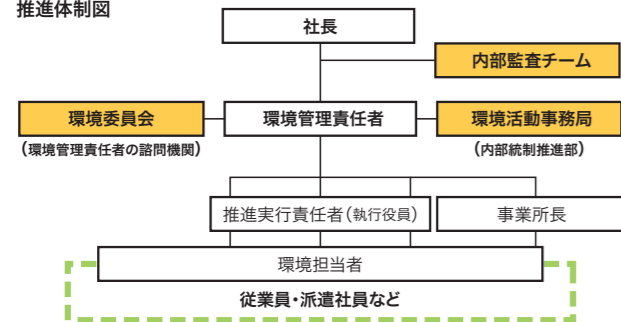 推進体制図
社長
内部監査チーム
環境委員会
環境管理責任者
環境活動事務局
(環境管理責任者の諮問機関)
(内部統制推進部)
推進実行責任者(執行役員)
事業所長
環境担当者
従業員・派遣社員など